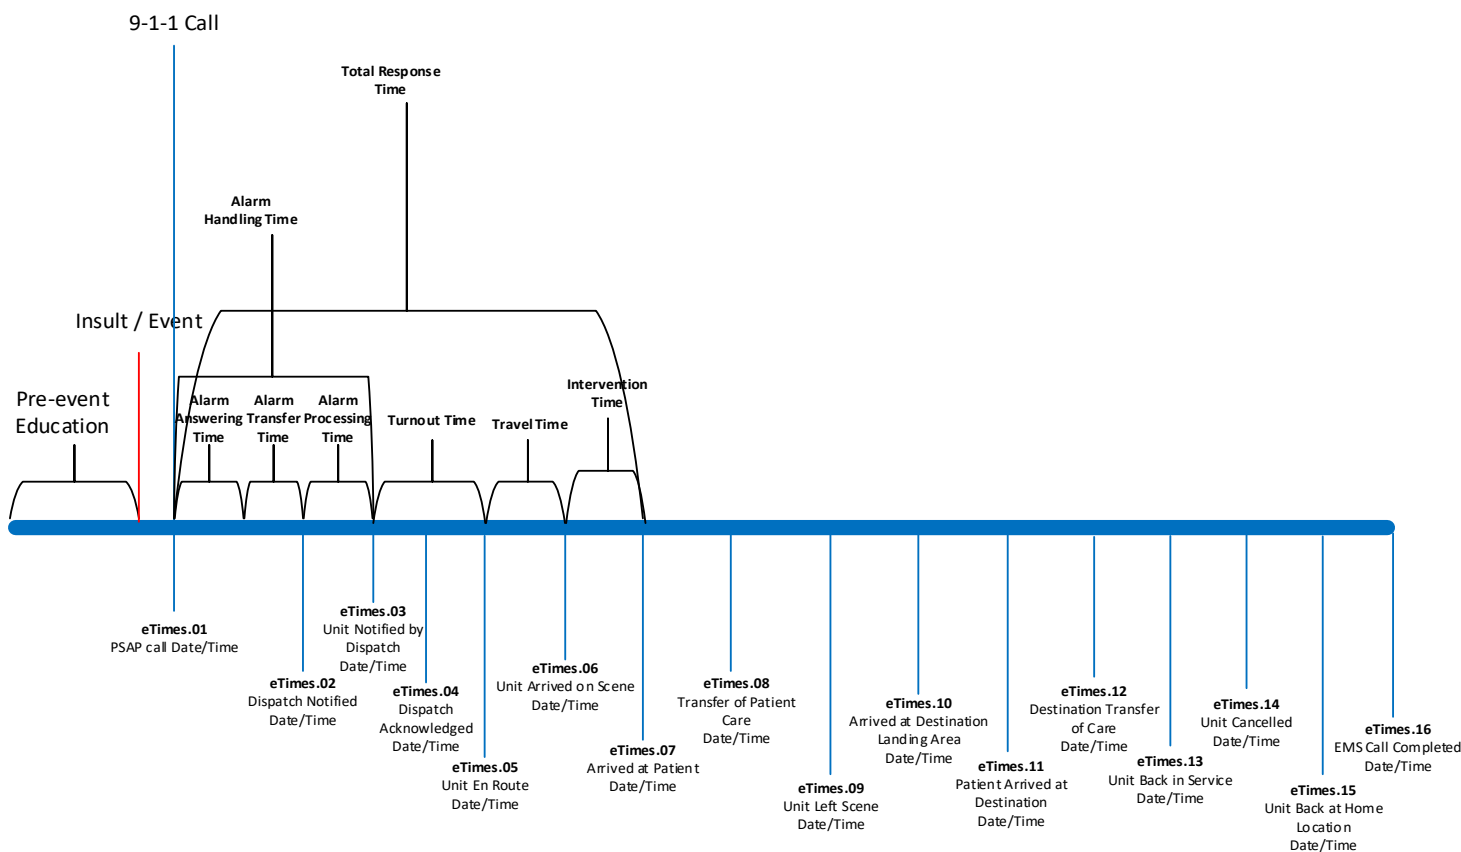 9-1-1 Call
Total Response
Time
Alarm
Handling Time
Insult / Event
Pre-event
Education
Alarm
Answering
Time
Alarm
Transfer
Time
Alarm
Processing
Time
Turnout Time
Travel Time
Intervention
Time
eTimes.01
PSAP call Date/Time
eTimes.02
Dispatch Notified
Date/Time
eTimes.03
Unit Notified by
Dispatch
Date/Time
eTimes.04
Dispatch
Acknowledged
Date/Time
eTimes.05
Unit En Route
Date/Time
eTimes.06
Unit Arrived on Scene
Date/Time
eTimes.07
Arrived at Patient
Date/Time
eTimes.08
Transfer of Patient
Care
Date/Time
eTimes.09
Unit Left Scene
Date/Time
eTimes.10
Arrived at Destination
Landing Area
Date/Time
eTimes.11
Patient Arrived at
Destination
Date/Time
eTimes.12
Destination Transfer
of Care
Date/Time
eTimes.13
Unit Back in Service
Date/Time
eTimes.14
Unit Cancelled
Date/Time
eTimes.15
Unit Back at Home
Location
Date/Time
eTimes.16
EMS Call Completed
Date/Time